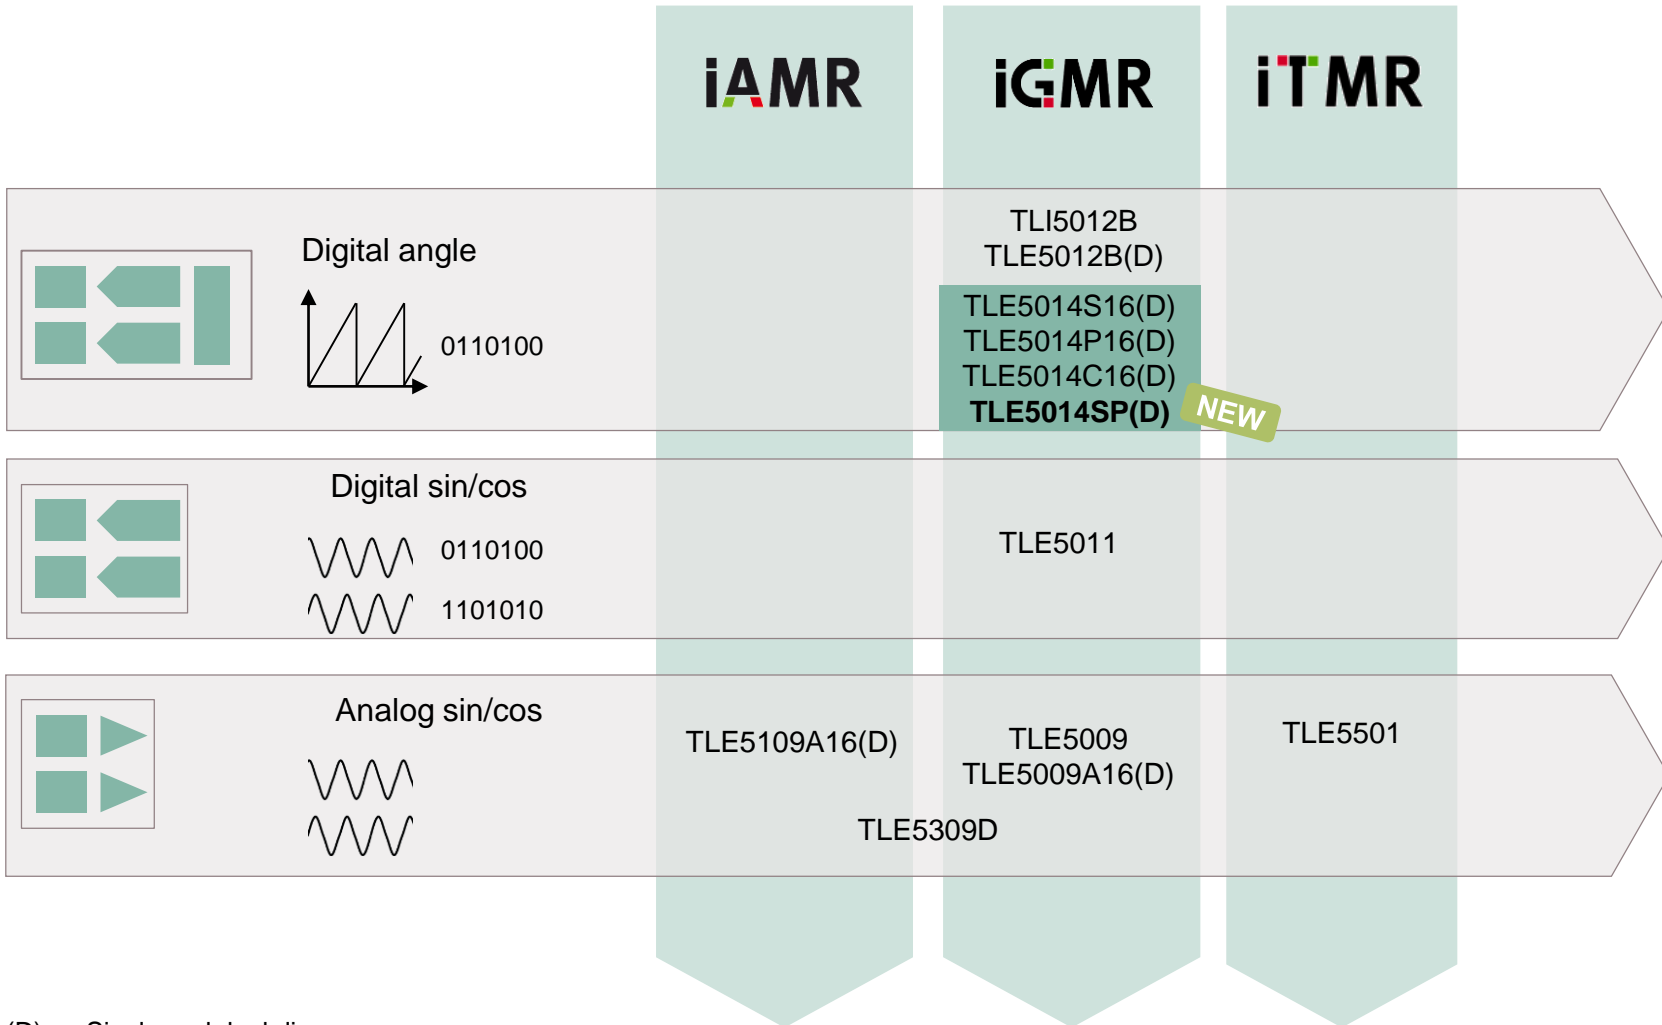 iAMR
iGMR
iTMR
Digital angle
0110100
TLI5012B
TLE5012B(D)
TLE5014S16(D)
TLE5014P16(D)
TLE5014C16(D)
TLE5014SP(D)
NEW
Digital sin/cos
0110100
1101010
TLE5011
Analog sin/cos
TLE5109A16(D)
TLE5009
TLE5009A16(D)
TLE5501
TLE5309D